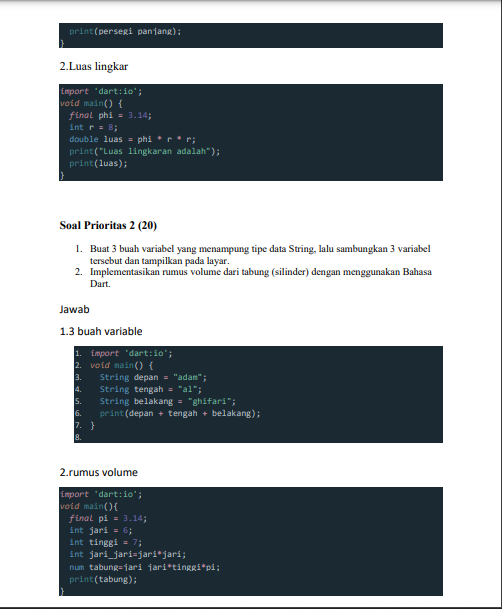 print(persegi panjang);
}
2.Luas lingkar
import 'dart:io';
void main() {
final phi = 3.14;
int r = 8;
double luas = phi * r * r;
print("Luas lingkaran adalah");
print(luas);
}
Soal Prioritas 2 (20)
1. Buat 3 buah variabel yang menampung tipe data String, lalu sambungkan 3 variabel
tersebut dan tampilkan pada layar.
2. Implementasikan rumus volume dari tabung (silinder) dengan menggunakan Bahasa
Dart.
Jawab
1.3 buah variable
1. import 'dart:io';
2. void main() {
3. String depan = "adam";
4. String tengah = "al";
5. String belakang = "ghifari";
6. print(depan + tengah + belakang);
7. }
8.
2.rumus volume
import 'dart:io';
void main(){
final pi = 3.14;
int jari = 6;
int tinggi = 7;
int jari_jari=jari*jari;
num tabung=jari jari*tinggi*pi;
print(tabung);
}